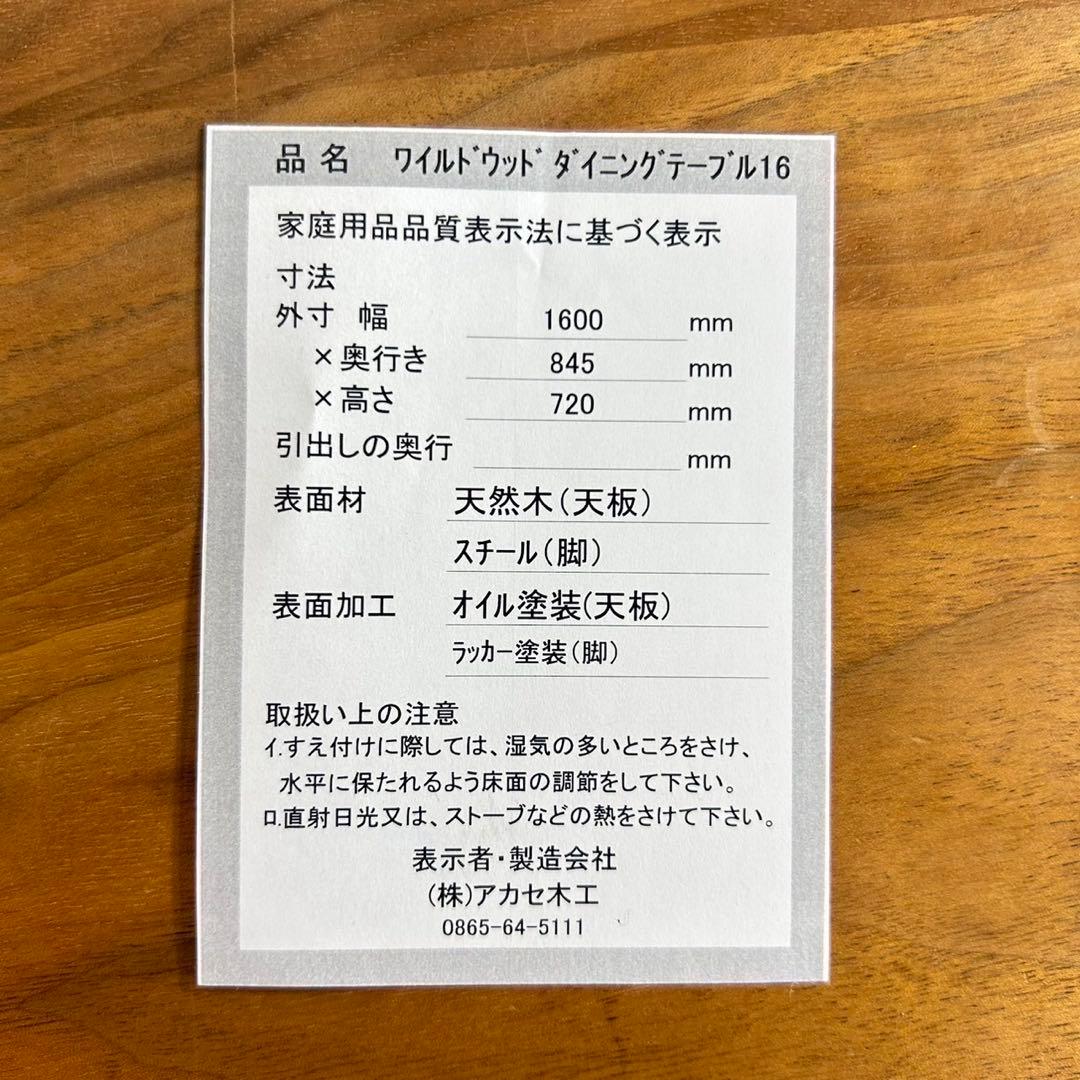 品 名 ﾜｲﾙﾄﾞｳｯﾄﾞ ﾀﾞｲﾆﾝｸﾞﾃｰﾌﾞﾙ16
家庭用品品質表示法に基づく表示
寸法
外寸 幅 1600 mm
×奥行き 845 mm
×高さ 720 mm
引出しの奥行 mm
表面材 天然木(天板)
スチール(脚)
表面加工 オイル塗装(天板)
ﾗｯｶｰ塗装(脚)
取扱い上の注意
ｲ.すえ付けに際しては、湿気の多いところをさけ、
水平に保たれるよう床面の調節をして下さい。
ﾛ.直射日光又は、ストーブなどの熱をさけて下さい。
表示者・製造会社
(株)アカセ木工
0865-64-5111